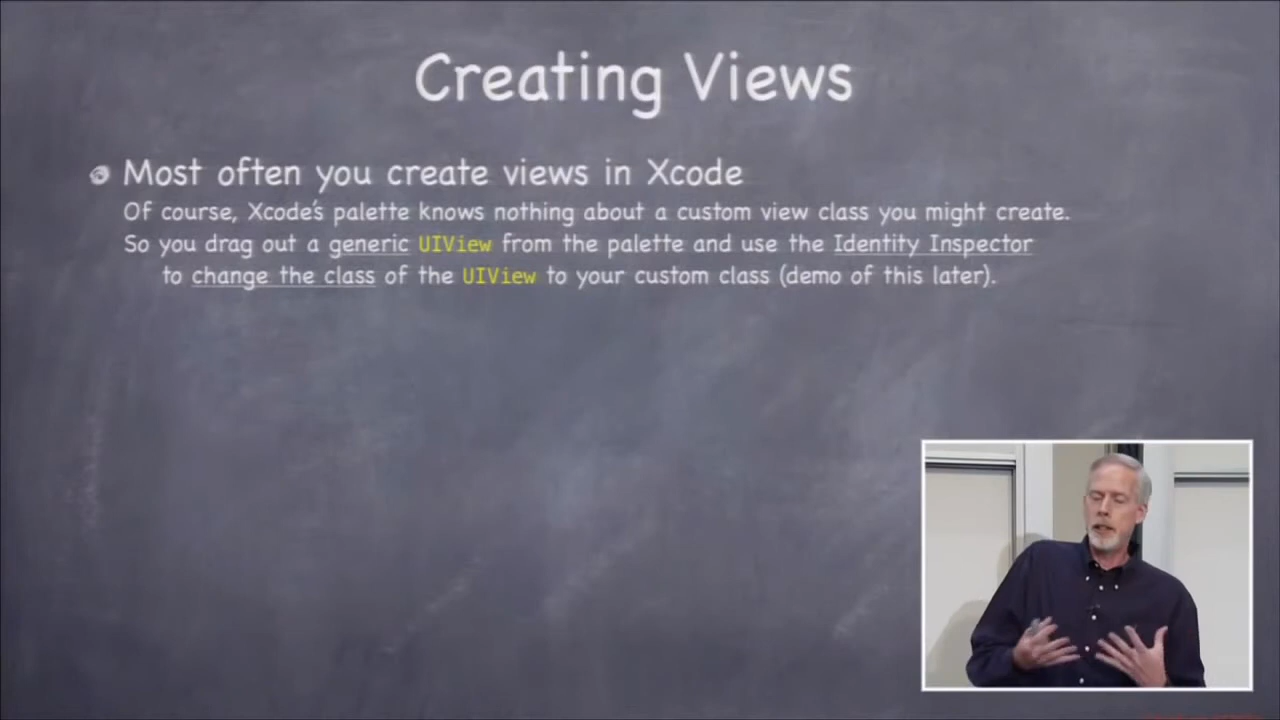 Creating Views
Most often you create views in Xcode
Of course, Xcode's palette knows nothing about a custom view class you might create.
So you drag out a generic UIView from the palette and use the Identity Inspector
to change the class of the UIView to your custom class (demo of this later).